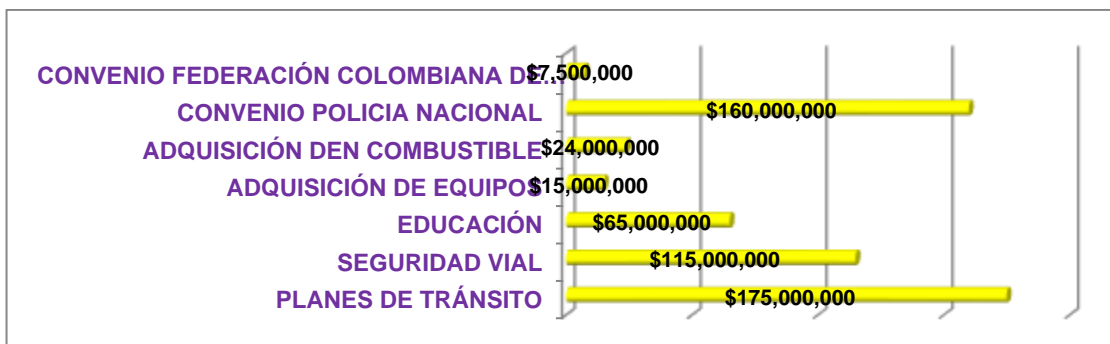 CONVENIO FEDERACIÓN COLOMBIANA DE... $7,500,000
CONVENIO POLICIA NACIONAL $160,000,000
ADQUISICIÓN DEN COMBUSTIBLE $24,000,000
ADQUISICIÓN DE EQUIPOS $15,000,000
EDUCACIÓN $65,000,000
SEGURIDAD VIAL $115,000,000
PLANES DE TRÁNSITO $175,000,000